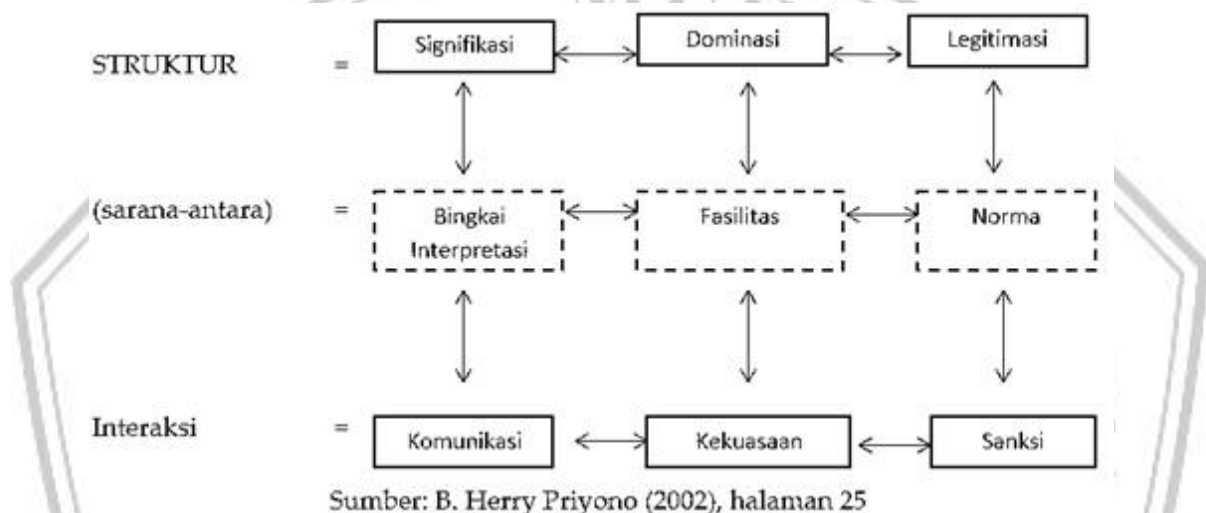 STRUKTUR = Signifikasi Dominasi Legitimasi
(sarana-antara) = Bingkai Interpretasi Fasilitas Norma
Interaksi = Komunikasi Kekuasaan Sanksi
Sumber: B. Herry Priyono (2002), halaman 25